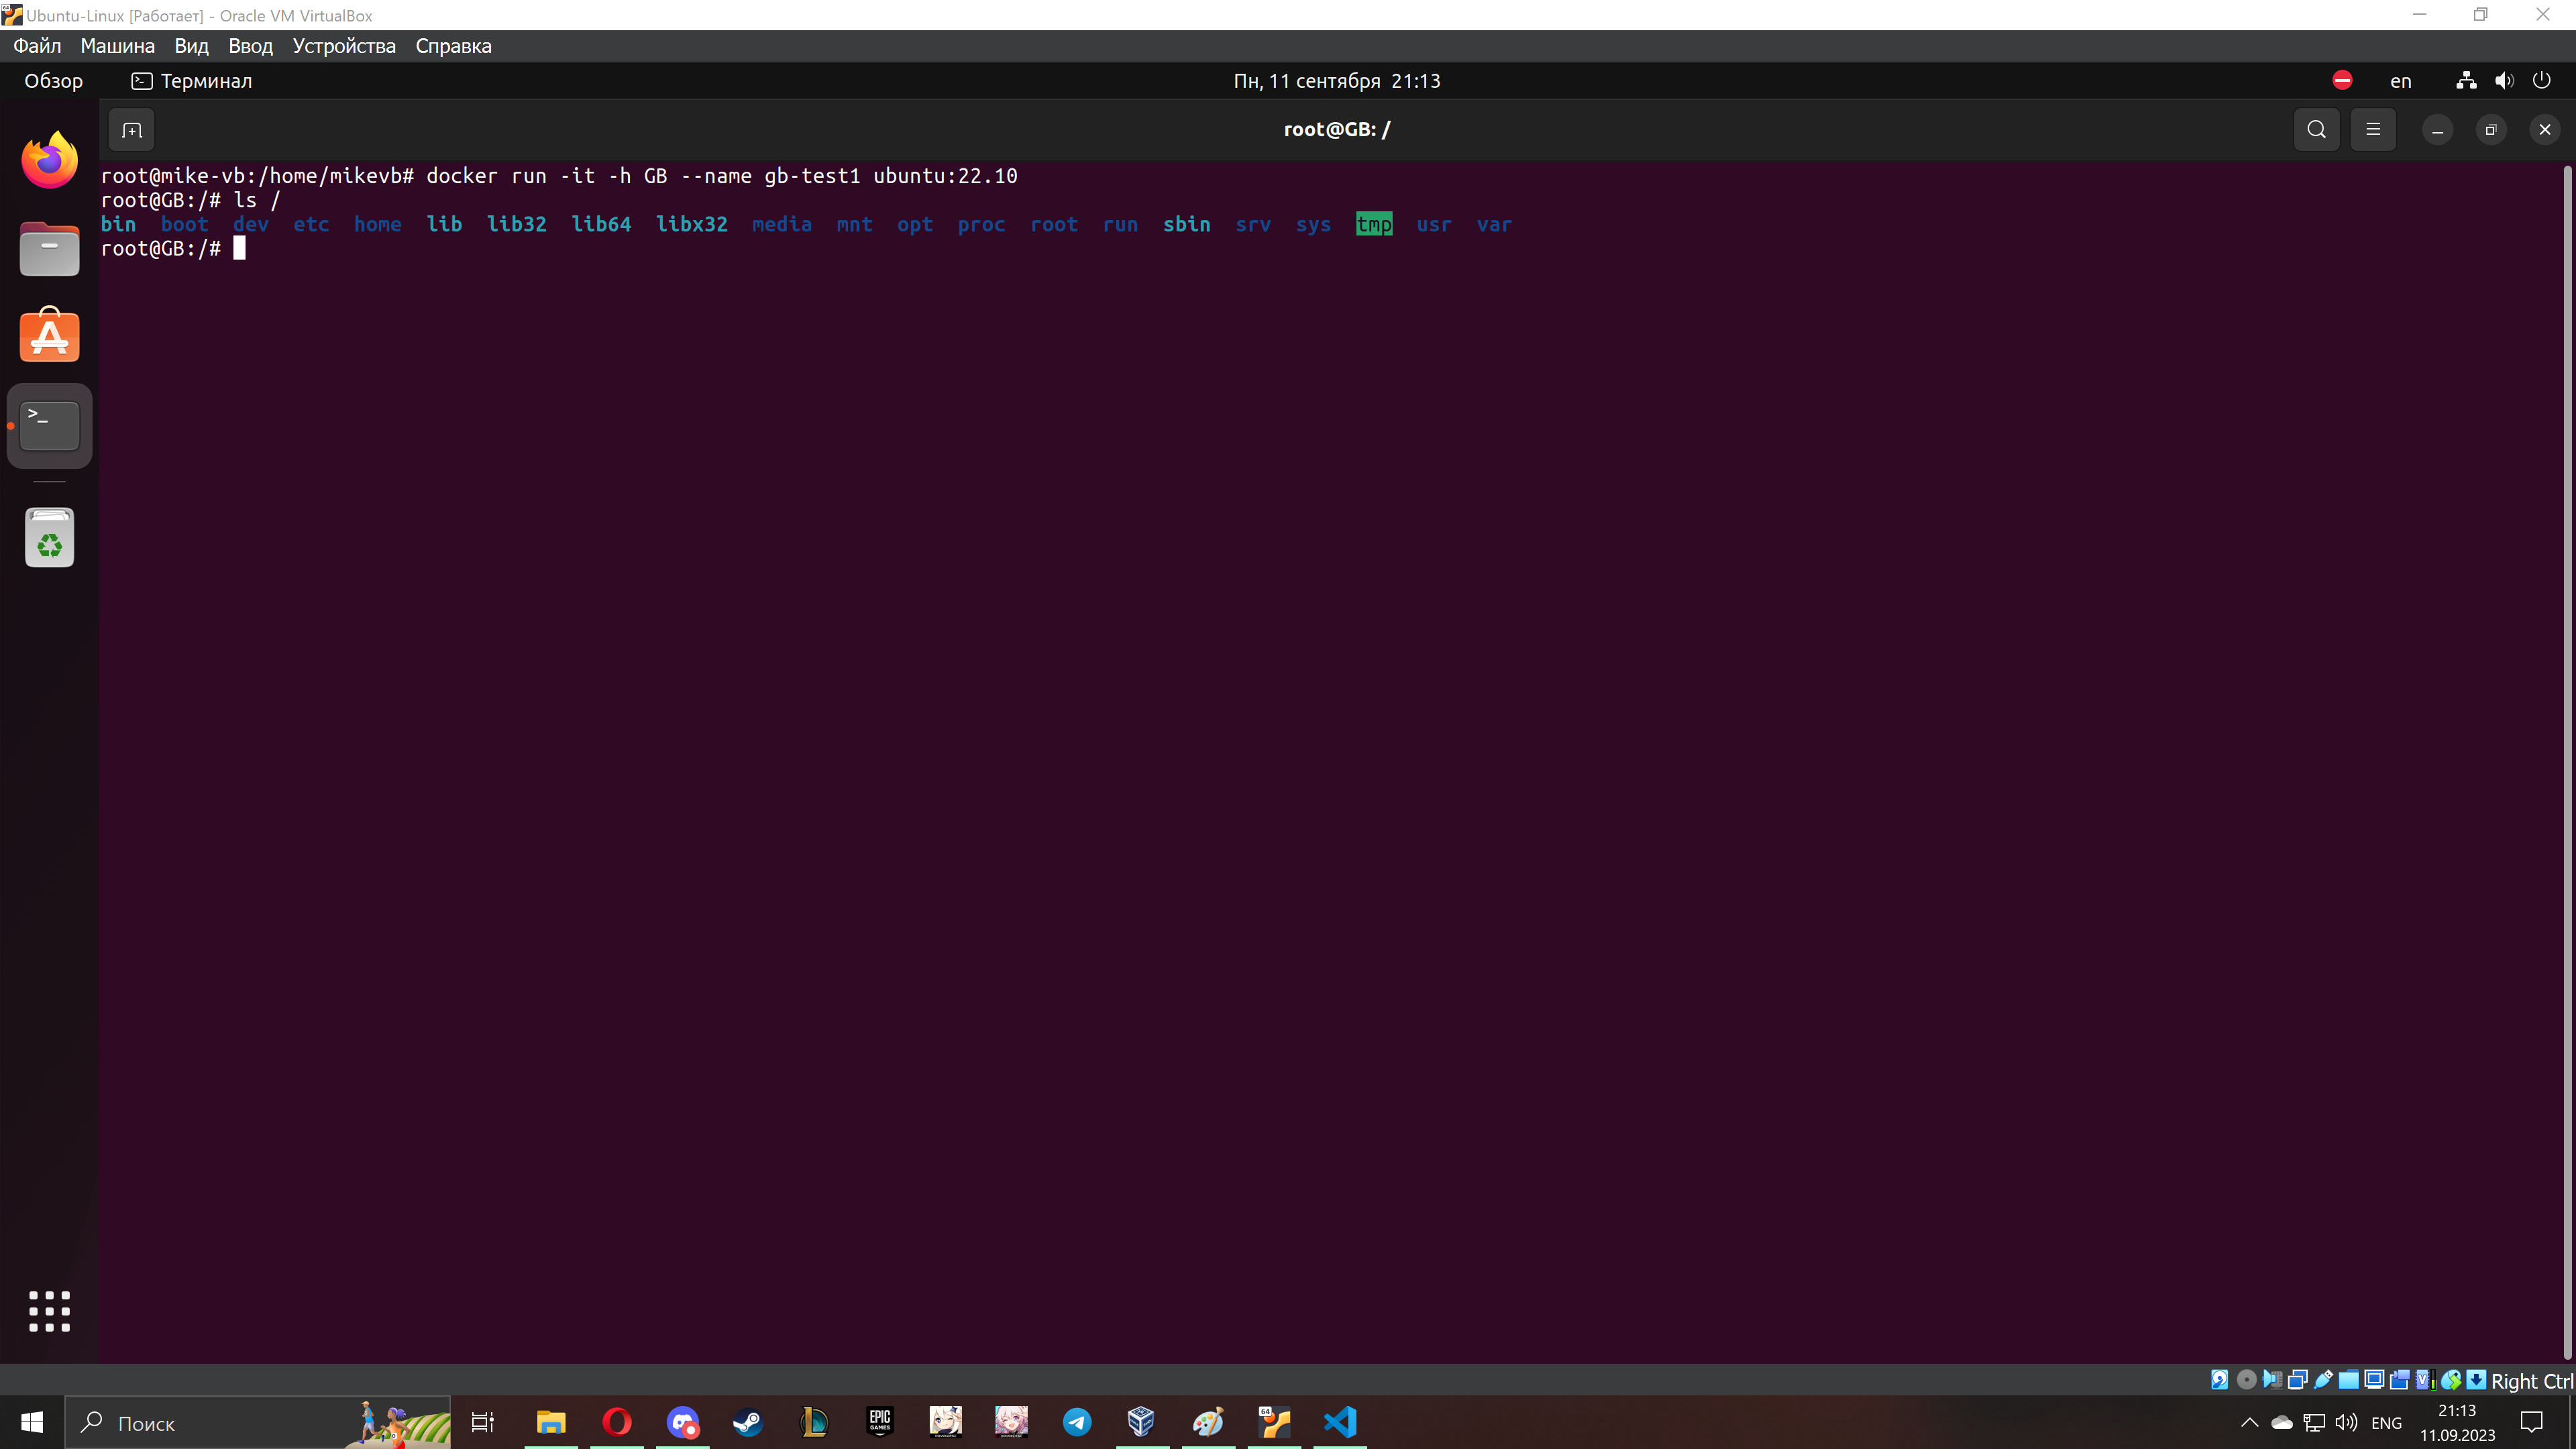 Ubuntu-Linux [Работает] - Oracle VM VirtualBox
Файл Машина Вид Ввод Устройства Справка
Обзор Терминал Пн, 11 сентября 21:13 en
root@GB: /
root@mike-vb:/home/mikevb# docker run -it -h GB --name gb-test1 ubuntu:22.10
root@GB:/# ls /
bin boot dev etc home lib lib32 lib64 libx32 media mnt opt proc root run sbin srv sys tmp usr var
root@GB:/#
Right Ctrl
Поиск
EPIC GAMES
64
ENG
21:13
11.09.2023